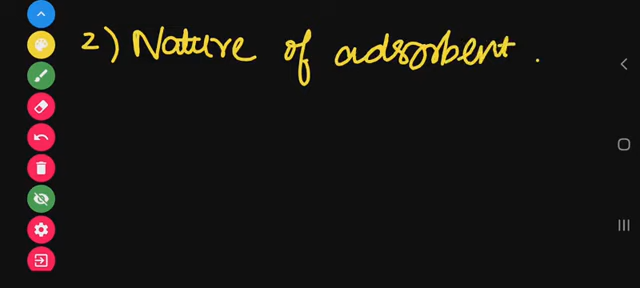 2) Nature of adsorbent .